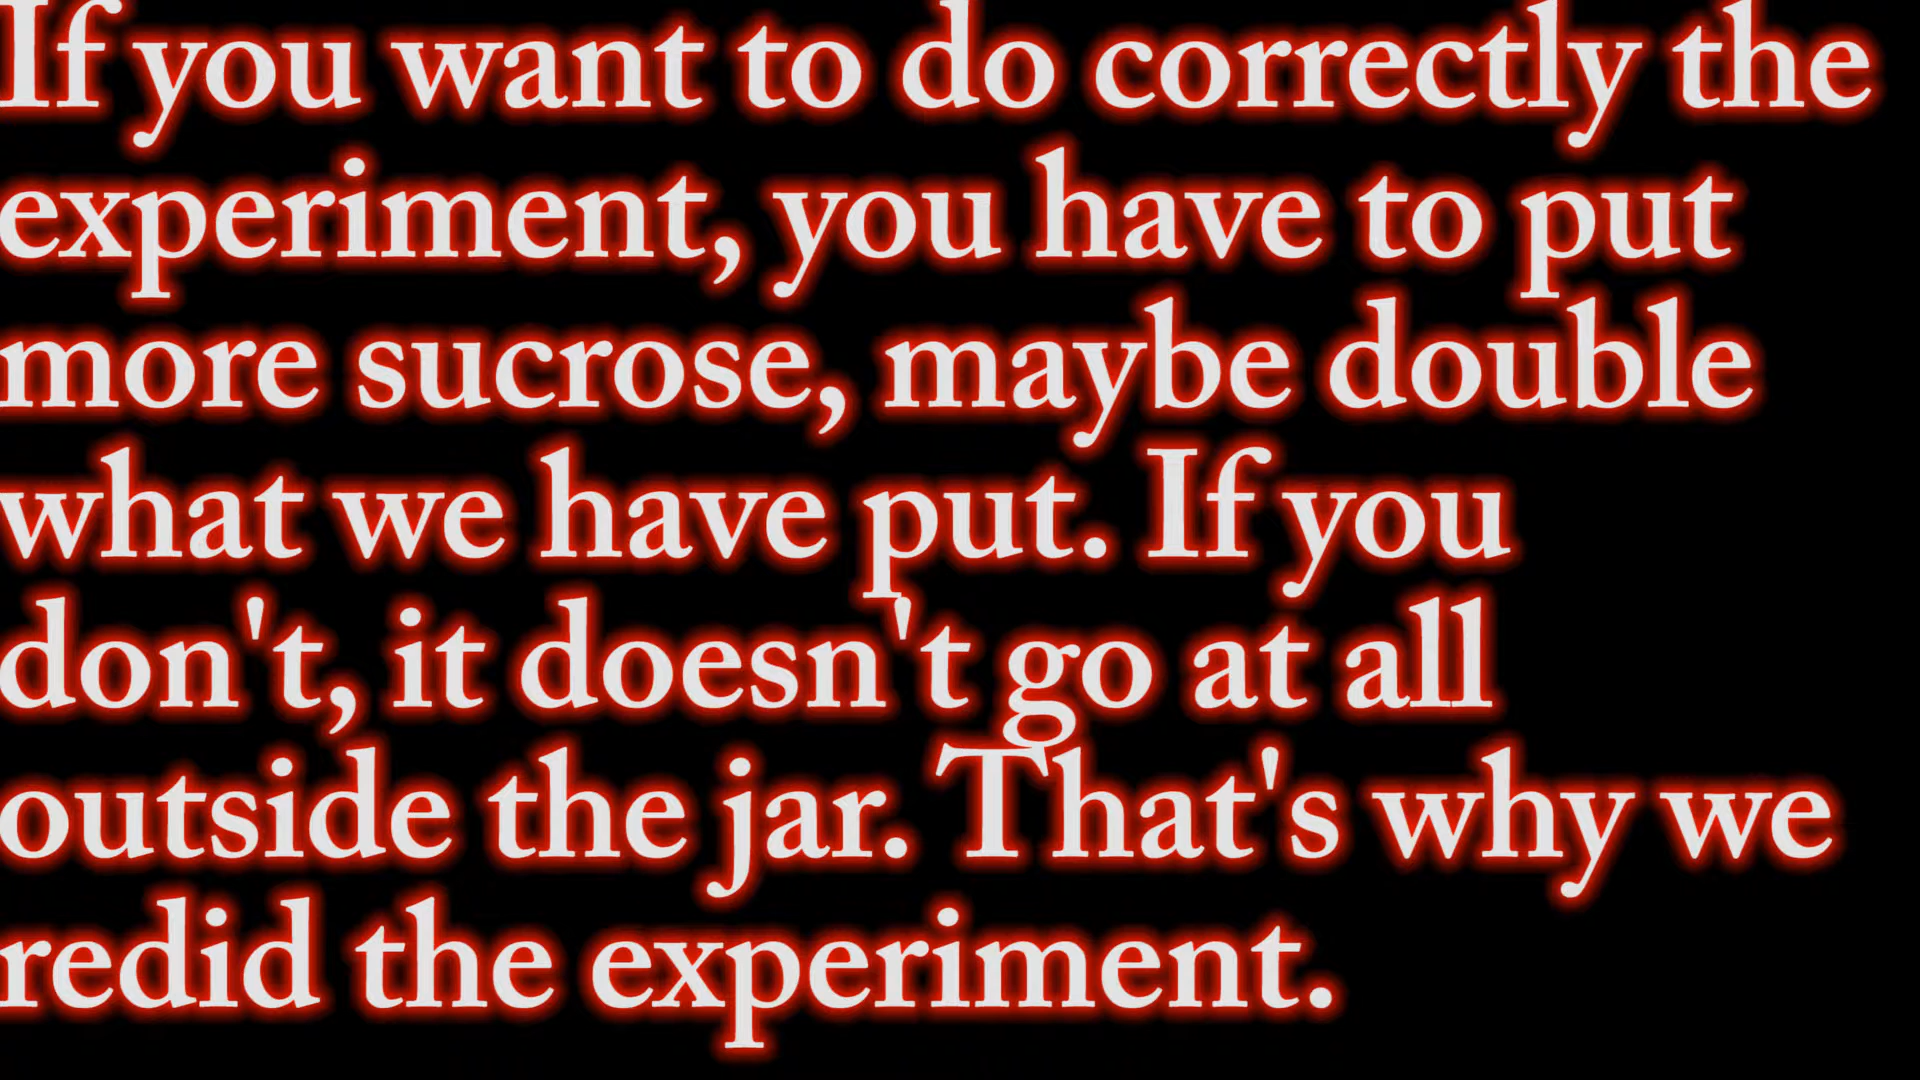 If you want to do correctly the
experiment, you have to put
more sucrose, maybe double
what we have put. If you
don't, it doesn't go at all
outside the jar. That's why we
redid the experiment.